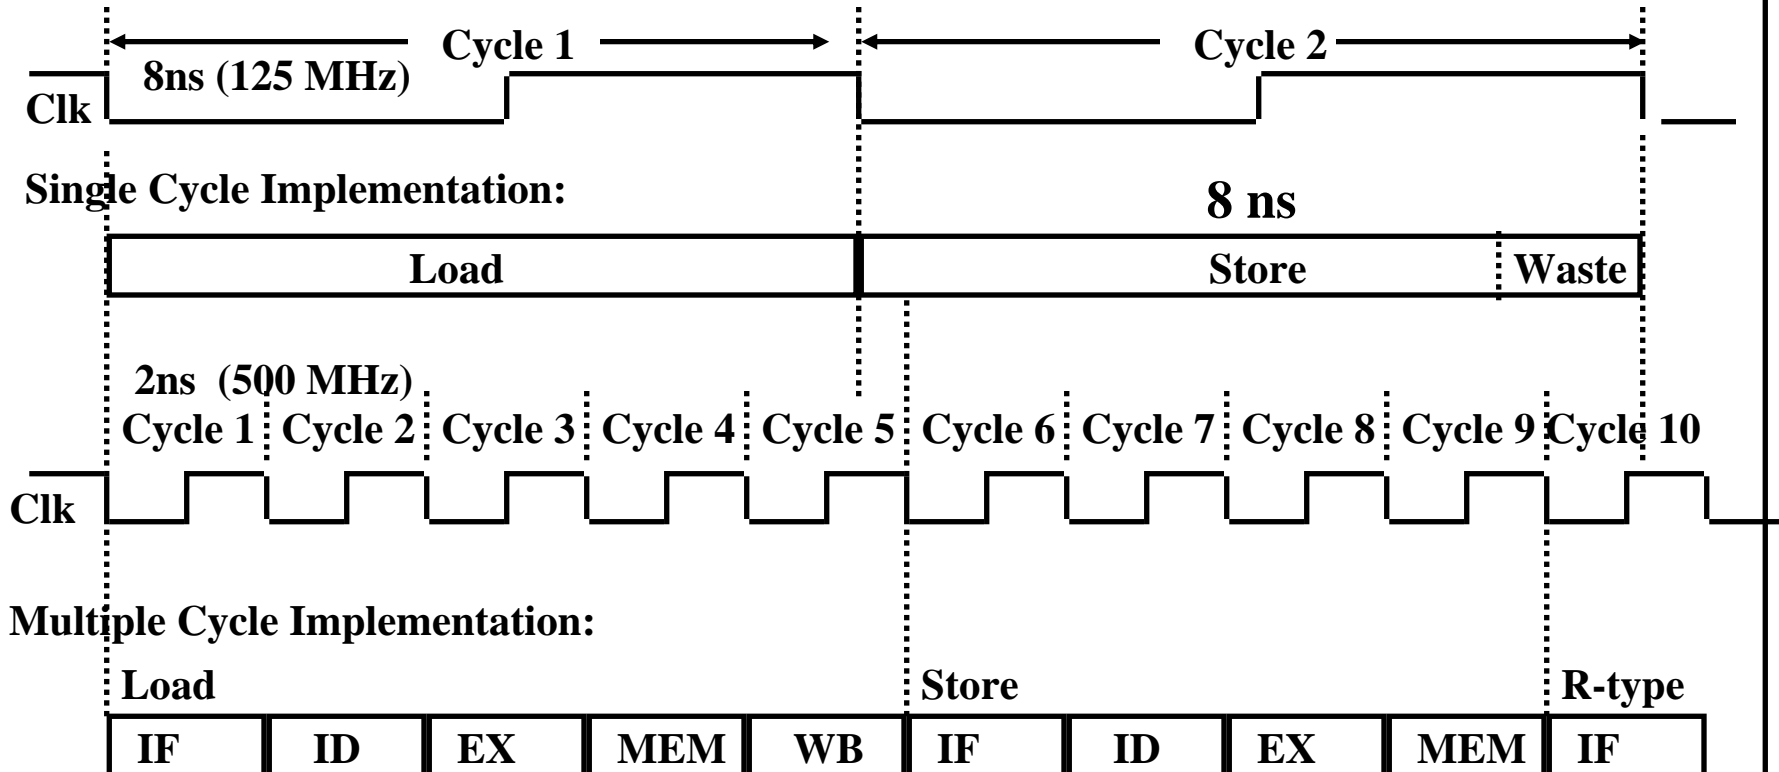 Cycle 1 Cycle 2
8ns (125 MHz)
Clk
Single Cycle Implementation:
8 ns
Load Store Waste
2ns (500 MHz)
Cycle 1 Cycle 2 Cycle 3 Cycle 4 Cycle 5 Cycle 6 Cycle 7 Cycle 8 Cycle 9 Cycle 10
Clk
Multiple Cycle Implementation:
Load Store R-type
IF ID EX MEM WB IF ID EX MEM IF